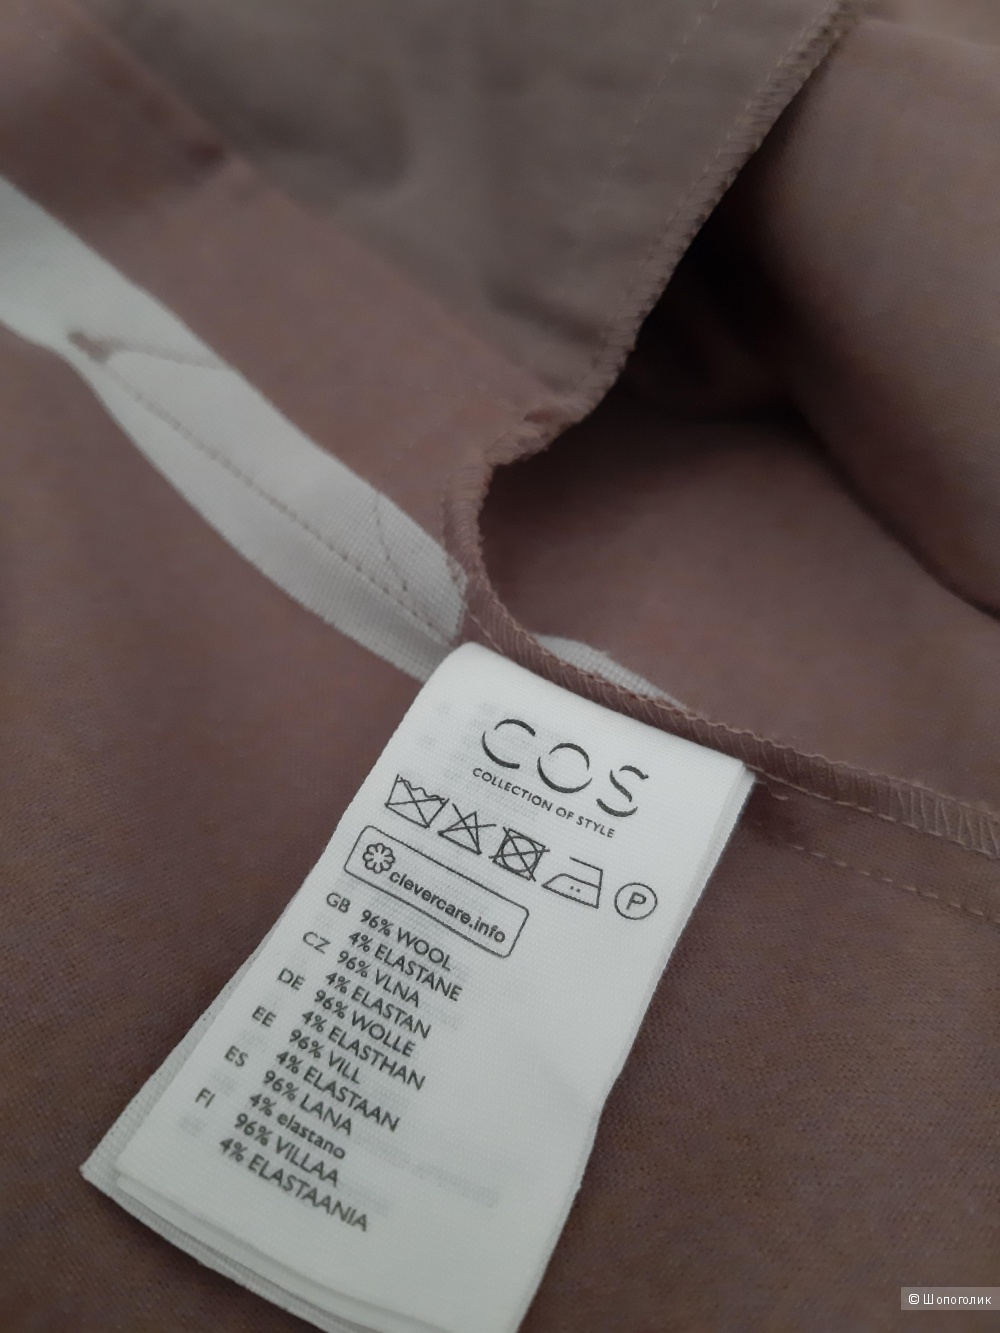 COS
COLLECTION OF STYLE
P
clevercare.info
GB 96% WOOL
4% ELASTANE
CZ 96% VLNA
4% ELASTAN
DE 96% WOLLE
4% ELASTHAN
EE 96% VILL
4% ELASTAAN
ES 96% LANA
4% elastano
FI 96% VILLAA
4% ELASTAANIA
© Шопоголик